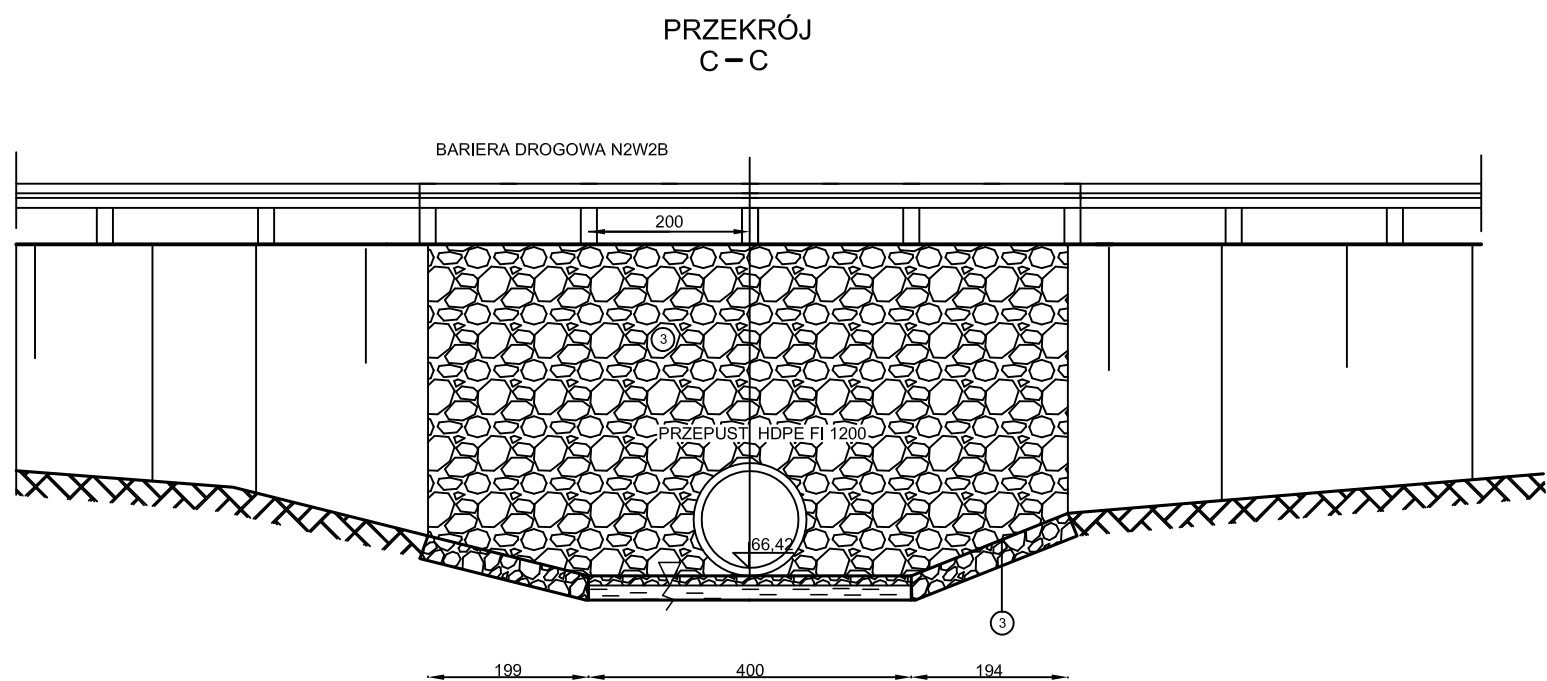 PRZEKRÓJ
C – C
BARIERA DROGOWA N2W2B
200
3
PRZEPUST HDPE FI 1200
66,42
3
199 400 194